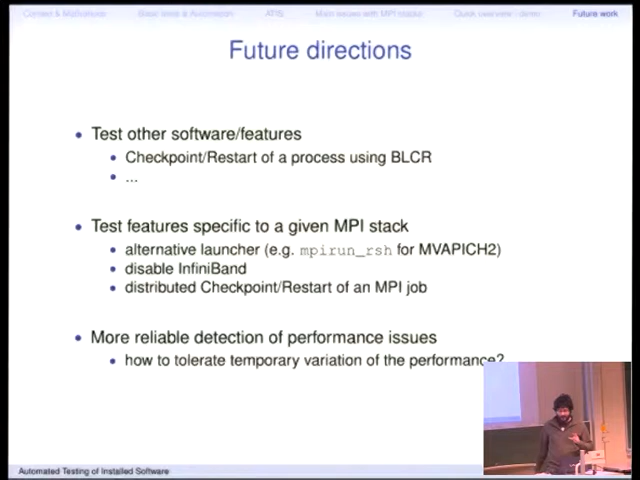 Context & Motivations Basic idea & Automation ATIS Main issues with MPI stacks Quick overview - demo Future work
Future directions
• Test other software/features
• Checkpoint/Restart of a process using BLCR
• ...
• Test features specific to a given MPI stack
• alternative launcher (e.g. mpirun_rsh for MVAPICH2)
• disable InfiniBand
• distributed Checkpoint/Restart of an MPI job
• More reliable detection of performance issues
• how to tolerate temporary variation of the performance?
Automated Testing of Installed Software